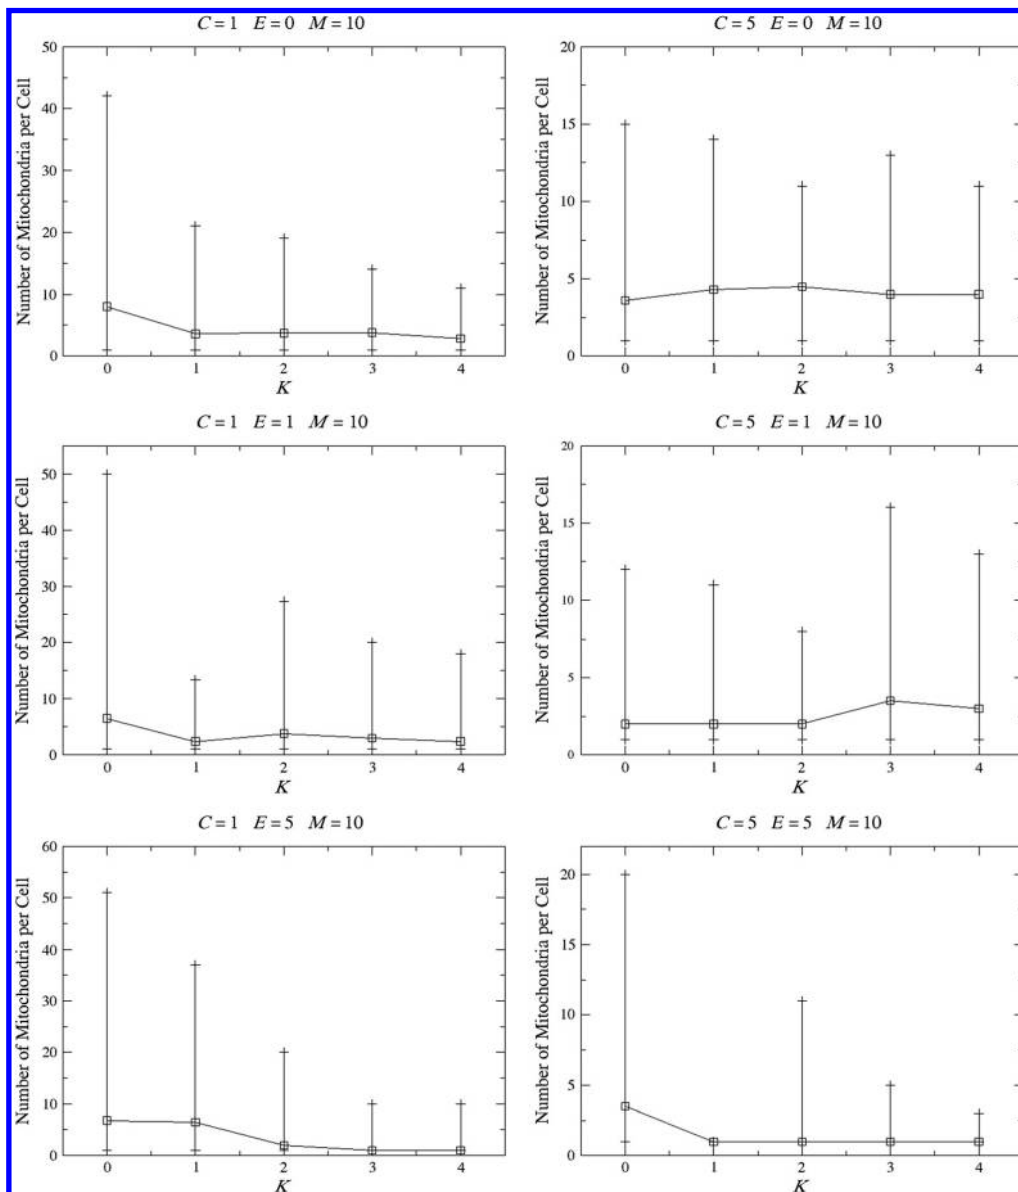 C = 1 E = 0 M = 10
Number of Mitochondria per Cell
50
40
30
20
10
0
0 1 2 3 4
K
C = 5 E = 0 M = 10
Number of Mitochondria per Cell
20
15
10
5
0
0 1 2 3 4
K
C = 1 E = 1 M = 10
Number of Mitochondria per Cell
50
40
30
20
10
0
0 1 2 3 4
K
C = 5 E = 1 M = 10
Number of Mitochondria per Cell
20
15
10
5
0
0 1 2 3 4
K
C = 1 E = 5 M = 10
Number of Mitochondria per Cell
60
50
40
30
20
10
0
0 1 2 3 4
K
C = 5 E = 5 M = 10
Number of Mitochondria per Cell
20
15
10
5
0
0 1 2 3 4
K